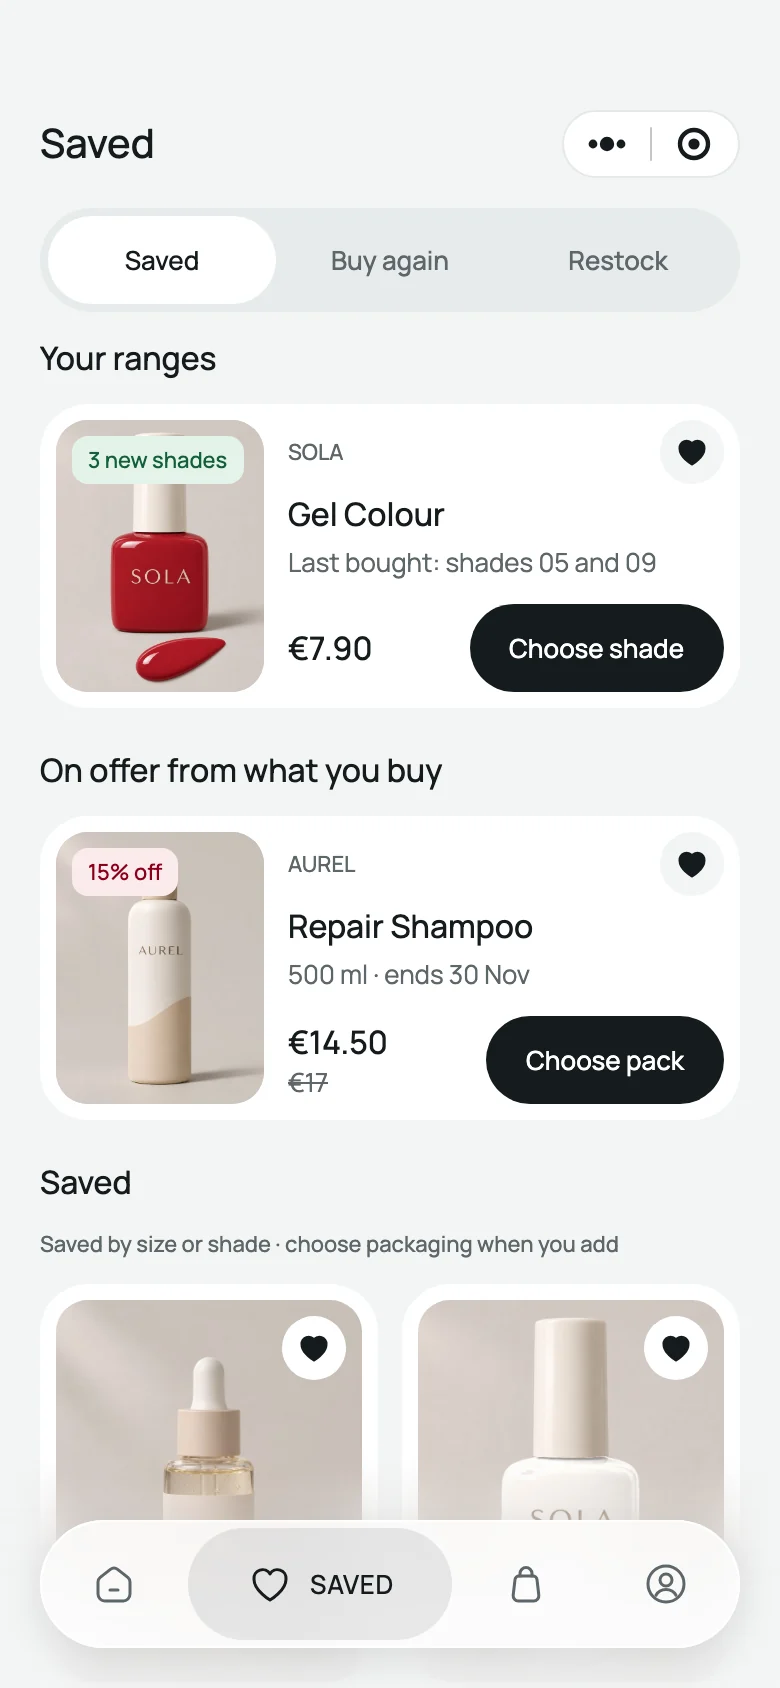 Saved
Saved
Buy again
Restock
Your ranges
3 new shades
SOLA
SOLA
Gel Colour
Last bought: shades 05 and 09
€7.90
Choose shade
On offer from what you buy
15% off
AUREL
AUREL
Repair Shampoo
500 ml · ends 30 Nov
€14.50
€17
Choose pack
Saved
Saved by size or shade · choose packaging when you add
SOLA
SAVED